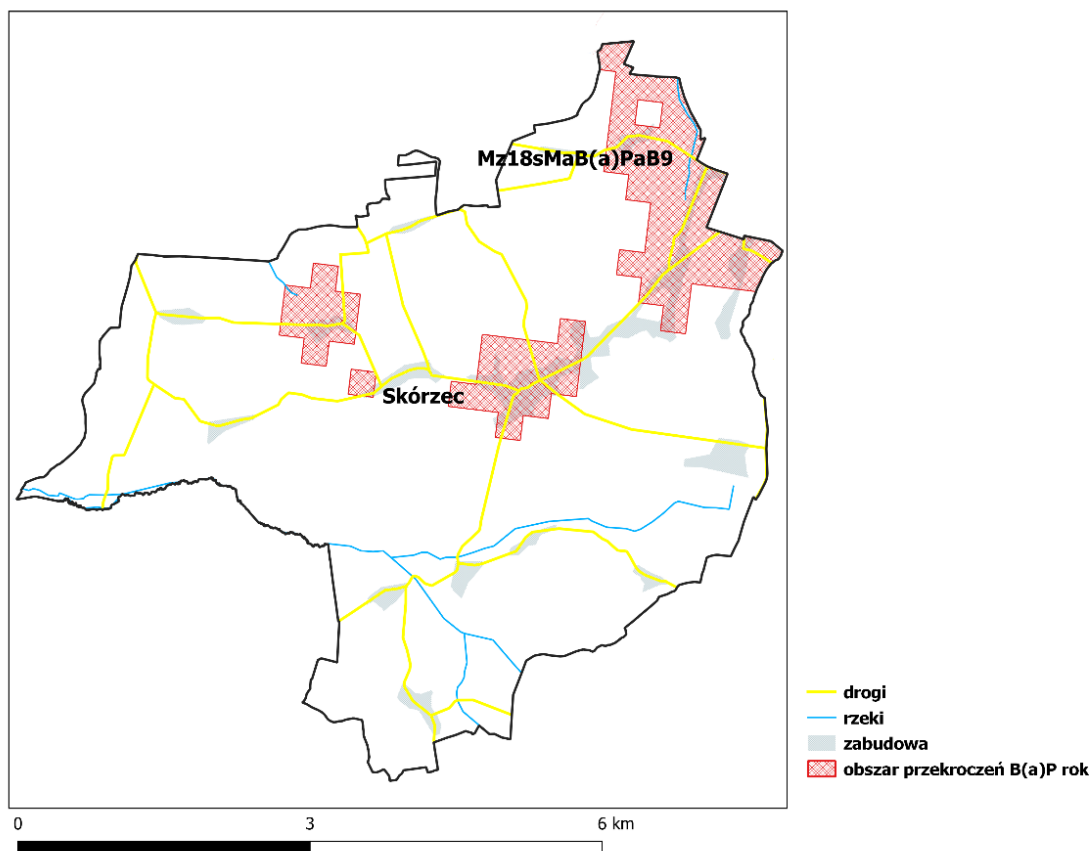 Mz18sMaB(a)PaB9
Skórzec
drogi
rzeki
zabudowa
obszar przekroczeń B(a)P rok
0 3 6 km